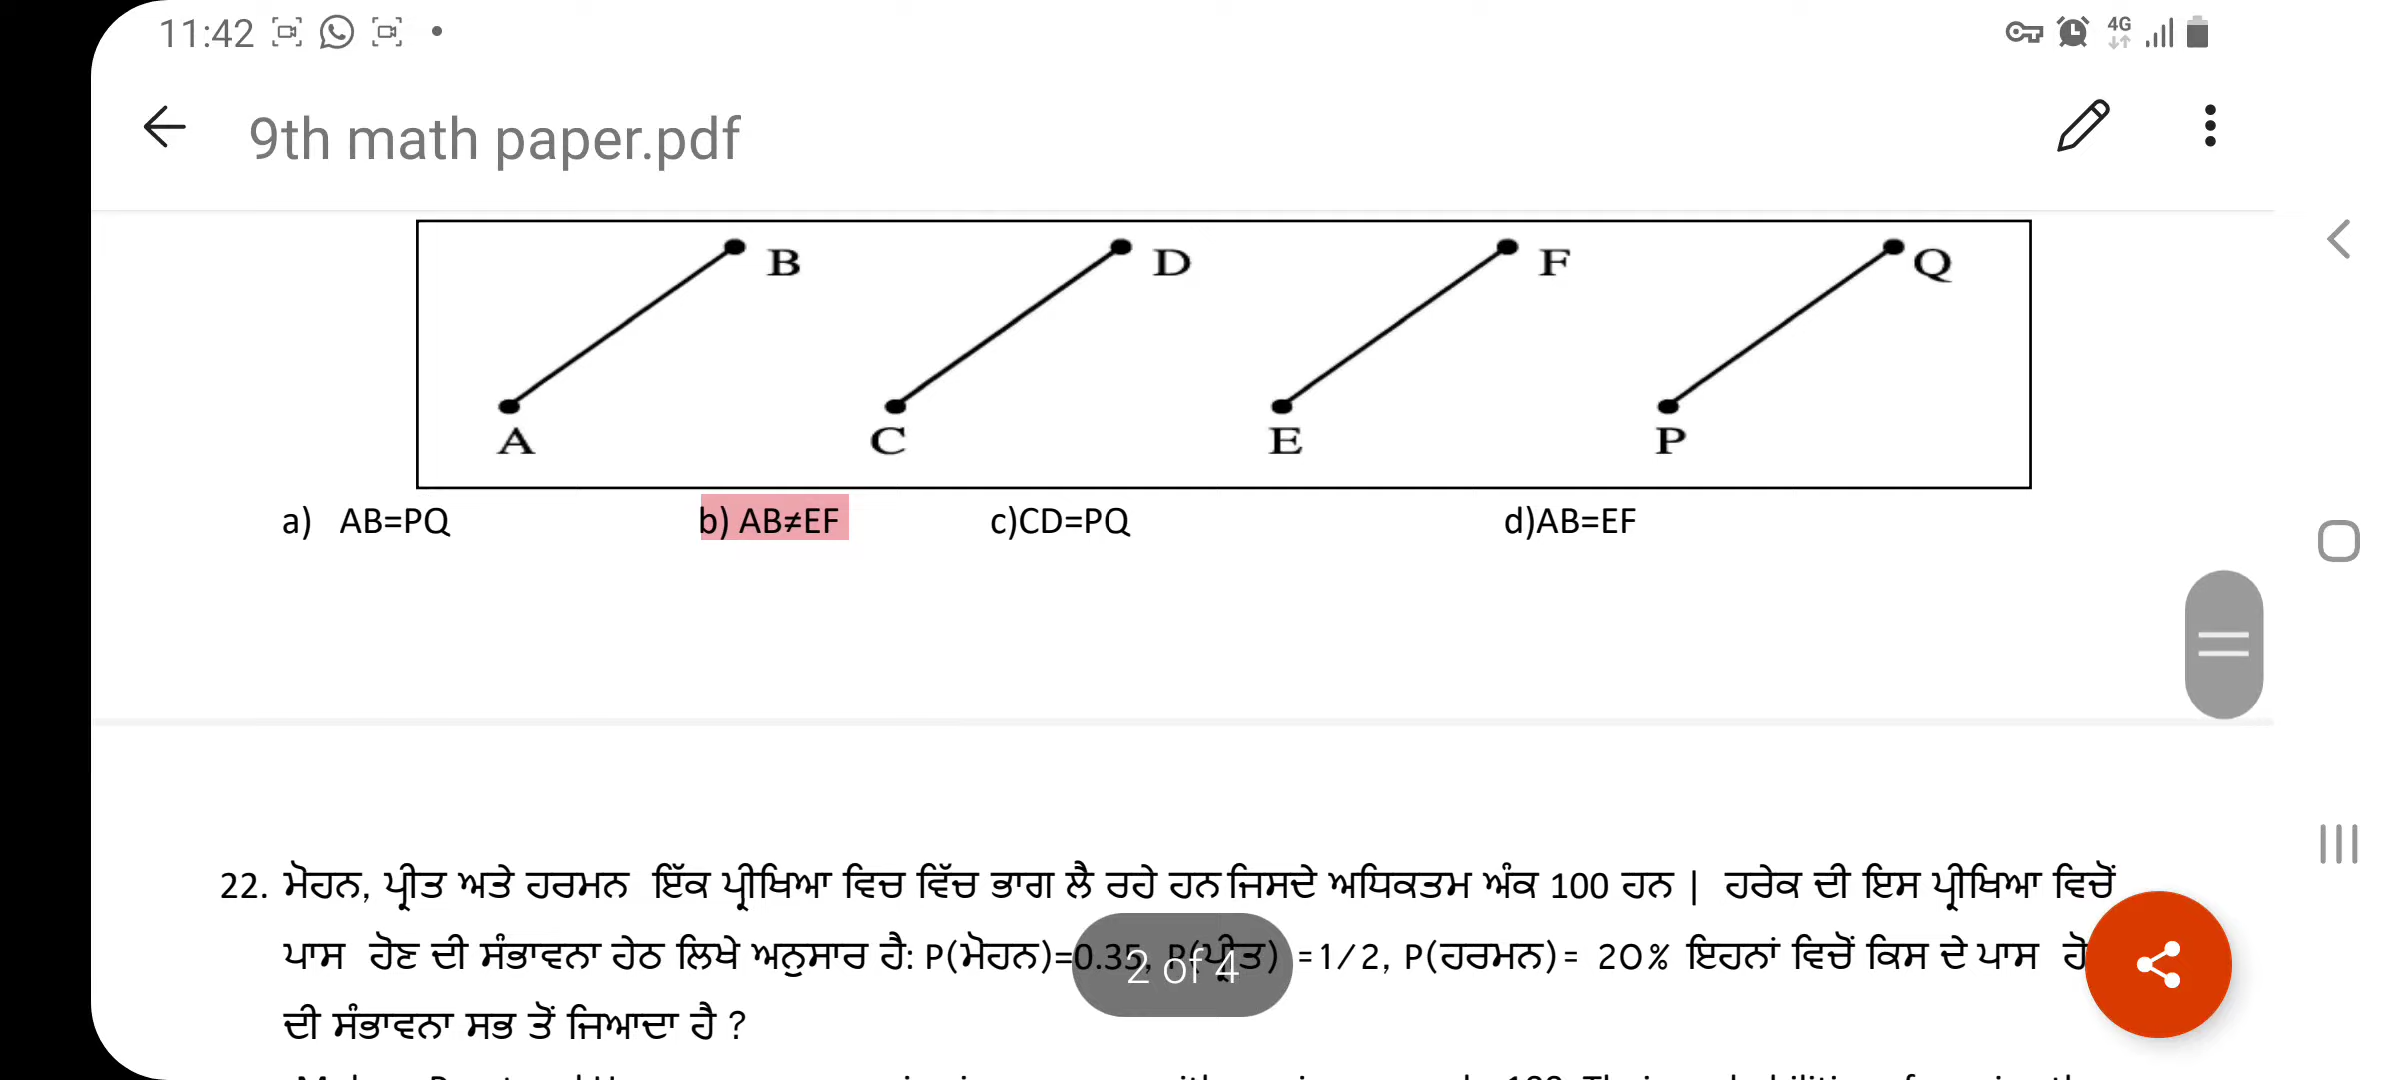 11:42
4G
9th math paper.pdf
B D F Q
A C E P
a) AB=PQ b) AB≠EF c)CD=PQ d)AB=EF
22. ਮੋਹਨ, ਪ੍ਰੀਤ ਅਤੇ ਹਰਮਨ ਇੱਕ ਪ੍ਰੀਖਿਆ ਵਿਚ ਵਿੱਚ ਭਾਗ ਲੈ ਰਹੇ ਹਨ ਜਿਸਦੇ ਅਧਿਕਤਮ ਅੰਕ 100 ਹਨ | ਹਰੇਕ ਦੀ ਇਸ ਪ੍ਰੀਖਿਆ ਵਿਚੋਂ
ਪਾਸ ਹੋਣ ਦੀ ਸੰਭਾਵਨਾ ਹੇਠ ਲਿਖੇ ਅਨੁਸਾਰ ਹੈ: P(ਮੋਹਨ)=0.35, P(ਪ੍ਰੀਤ) =1/2, P(ਹਰਮਨ)= 20% ਇਹਨਾਂ ਵਿਚੋਂ ਕਿਸ ਦੇ ਪਾਸ
2 of 4
ਦੀ ਸੰਭਾਵਨਾ ਸਭ ਤੋਂ ਜਿਆਦਾ ਹੈ ?